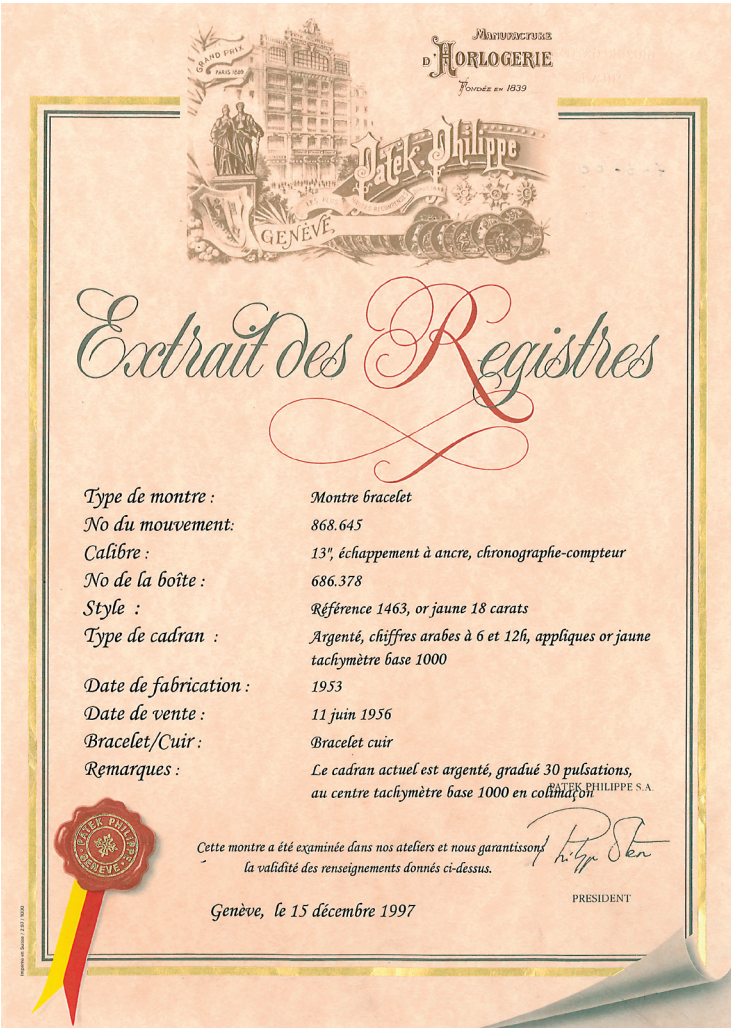 GRAND PRIX
PARIS 1889
MANUFACTURE
D'HORLOGERIE
FONDÉE EN 1839
Patek Philippe
GENÈVE
Extrait des Registres
Type de montre : Montre bracelet
No du mouvement: 868.645
Calibre : 13", échappement à ancre, chronographe-compteur
No de la boîte : 686.378
Style : Référence 1463, or jaune 18 carats
Type de cadran : Argenté, chiffres arabes à 6 et 12h, appliques or jaune
tachymètre base 1000
Date de fabrication : 1953
Date de vente : 11 juin 1956
Bracelet/Cuir : Bracelet cuir
Remarques : Le cadran actuel est argenté, gradué 30 pulsations,
au centre tachymètre base 1000 en colimaçon
PATEK PHILIPPE S.A.
Cette montre a été examinée dans nos ateliers et nous garantissons
la validité des renseignements donnés ci-dessus.
Philippe Stern
PRESIDENT
Genève, le 15 décembre 1997
PATEK PHILIPPE
GENEVE